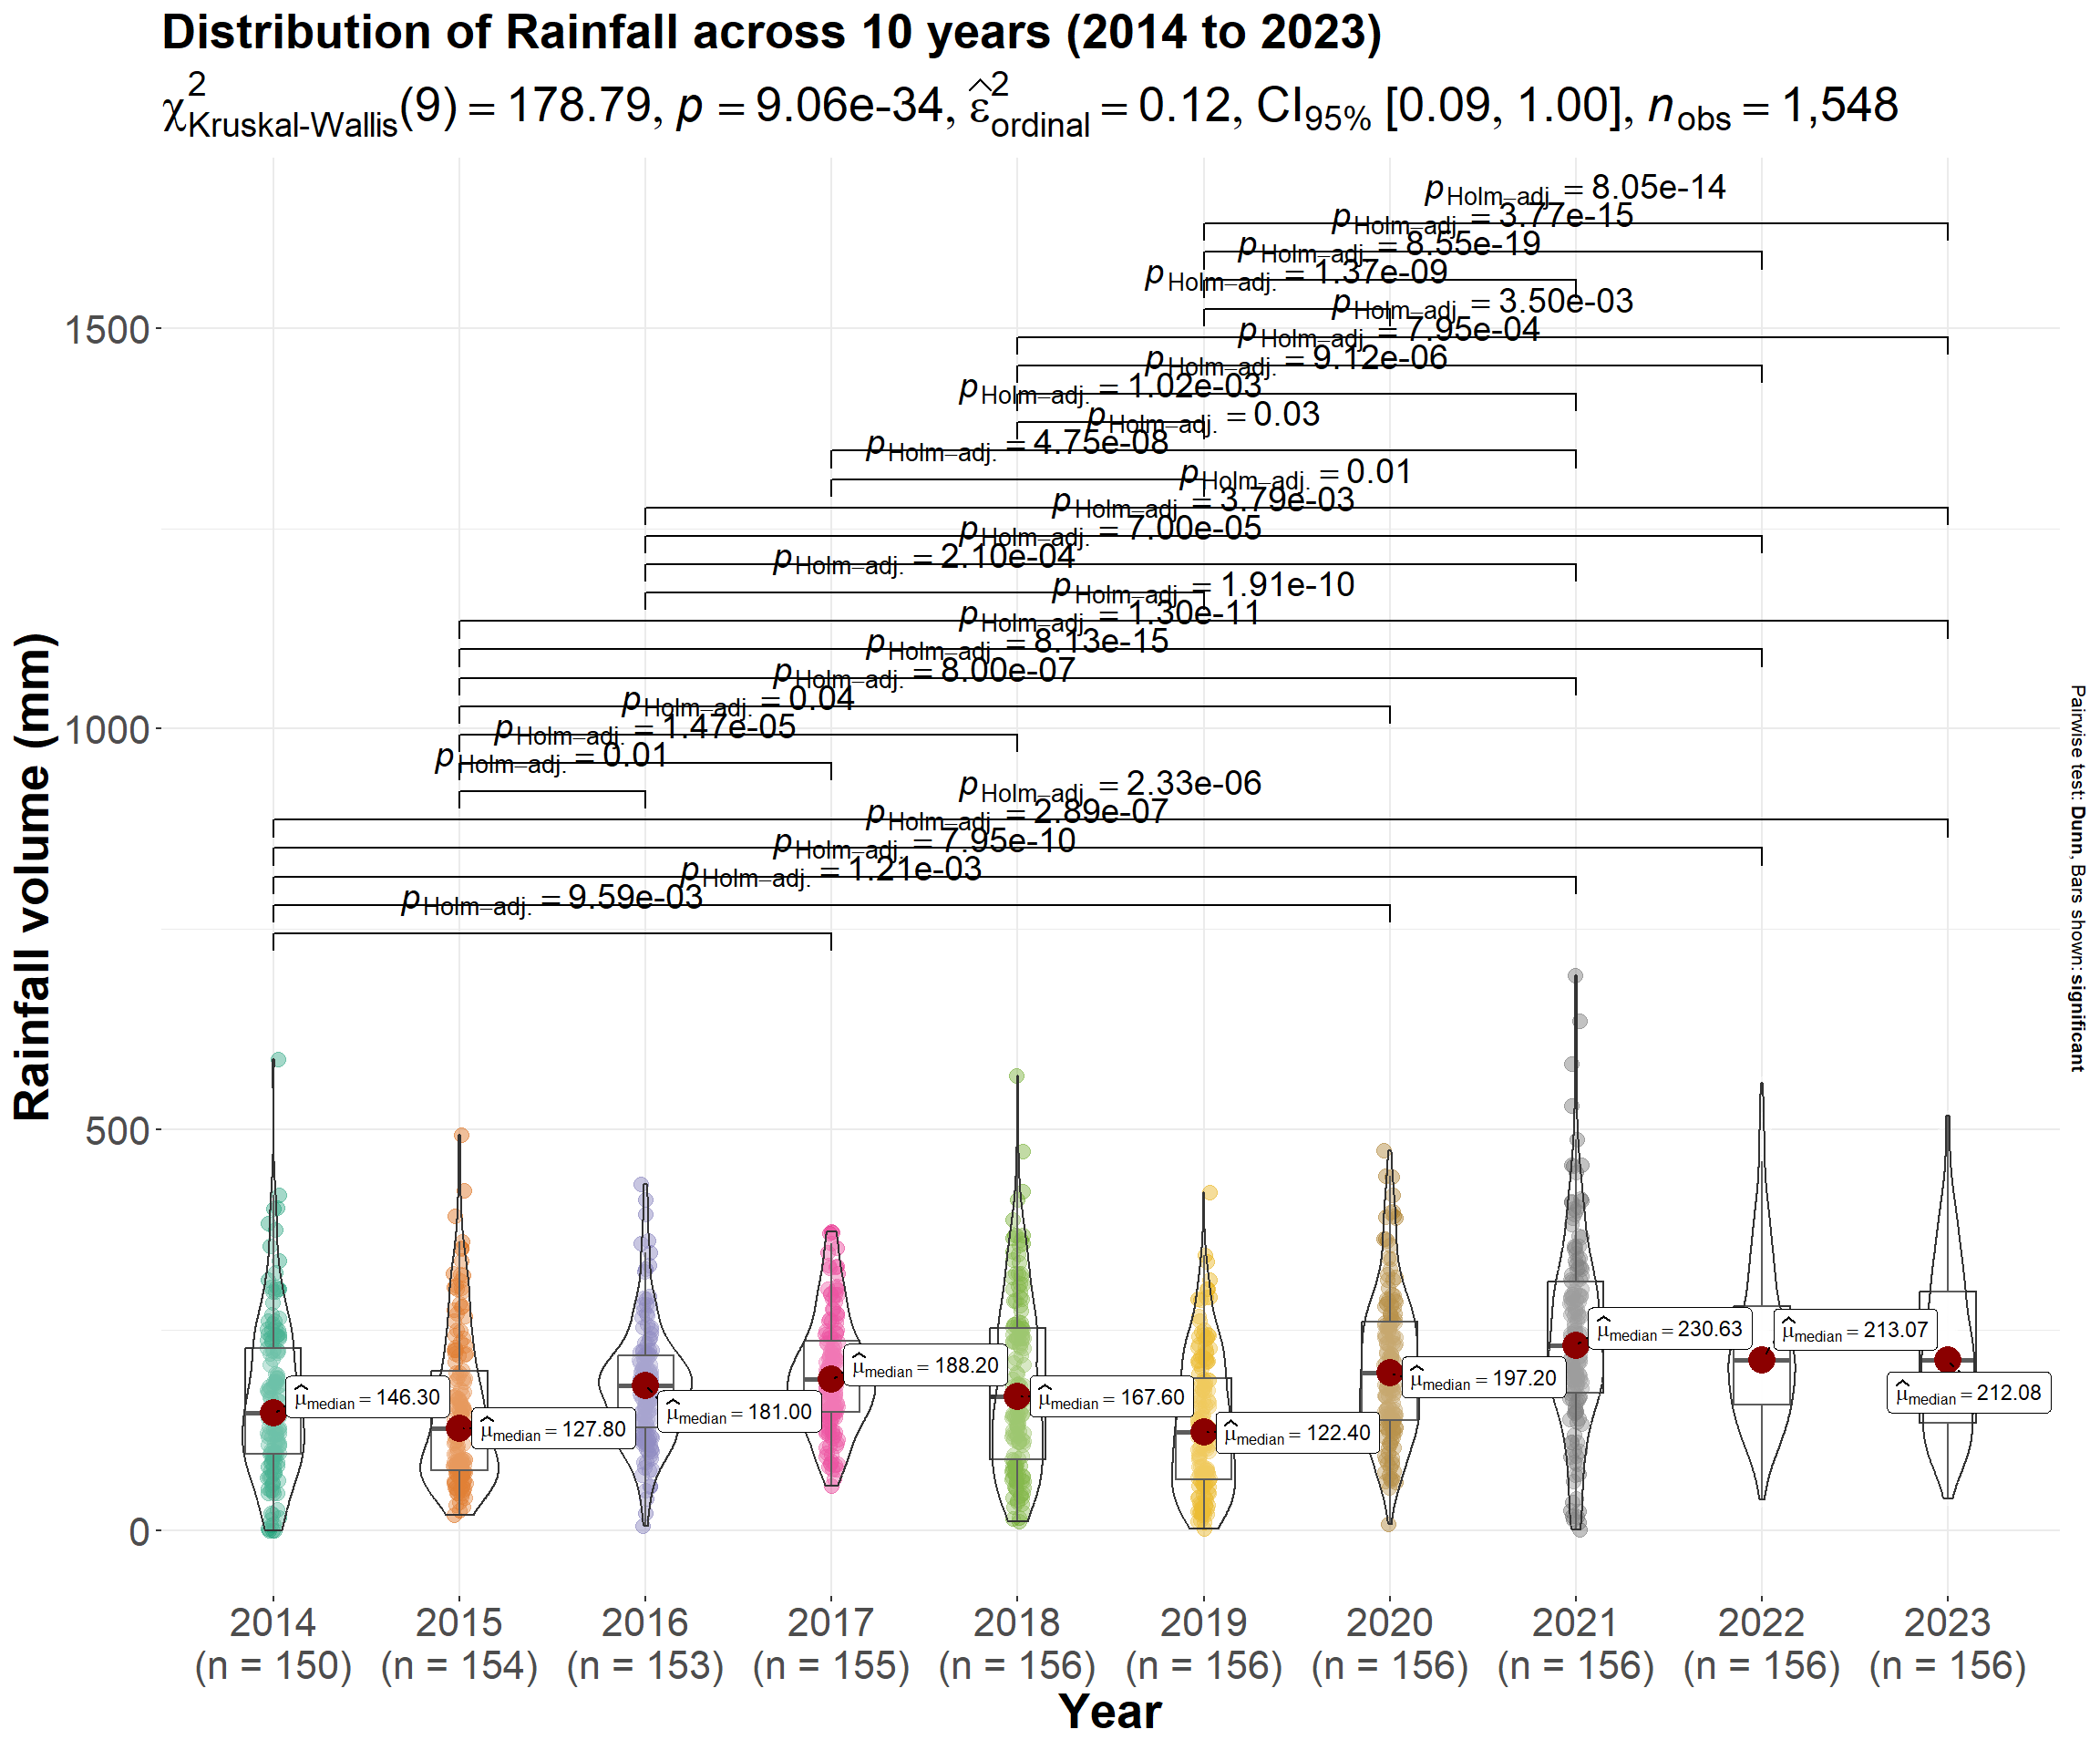 Distribution of Rainfall across 10 years (2014 to 2023)
χ²Kruskal-Wallis(9) = 178.79, p = 9.06e-34, ε̂²ordinal = 0.12, CI95% [0.09, 1.00], nobs = 1,548
pHolm–adj. = 8.05e-14
pHolm–adj. = 3.77e-15
pHolm–adj. = 8.55e-19
pHolm–adj. = 1.37e-09
pHolm–adj. = 3.50e-03
pHolm–adj. = 7.95e-04
pHolm–adj. = 9.12e-06
pHolm–adj. = 1.02e-03
pHolm–adj. = 0.03
pHolm–adj. = 4.75e-08
pHolm–adj. = 0.01
pHolm–adj. = 3.79e-03
pHolm–adj. = 7.00e-05
pHolm–adj. = 2.10e-04
pHolm–adj. = 1.91e-10
pHolm–adj. = 1.30e-11
pHolm–adj. = 8.13e-15
pHolm–adj. = 8.00e-07
pHolm–adj. = 0.04
pHolm–adj. = 1.47e-05
pHolm–adj. = 0.01
pHolm–adj. = 2.33e-06
pHolm–adj. = 2.89e-07
pHolm–adj. = 7.95e-10
pHolm–adj. = 1.21e-03
pHolm–adj. = 9.59e-03
1500
1000
500
0
Rainfall volume (mm)
μ̂median = 146.30
μ̂median = 127.80
μ̂median = 181.00
μ̂median = 188.20
μ̂median = 167.60
μ̂median = 122.40
μ̂median = 197.20
μ̂median = 230.63
μ̂median = 213.07
μ̂median = 212.08
2014 2015 2016 2017 2018 2019 2020 2021 2022 2023
(n = 150) (n = 154) (n = 153) (n = 155) (n = 156) (n = 156) (n = 156) (n = 156) (n = 156) (n = 156)
Year
Pairwise test: Dunn, Bars shown: significant